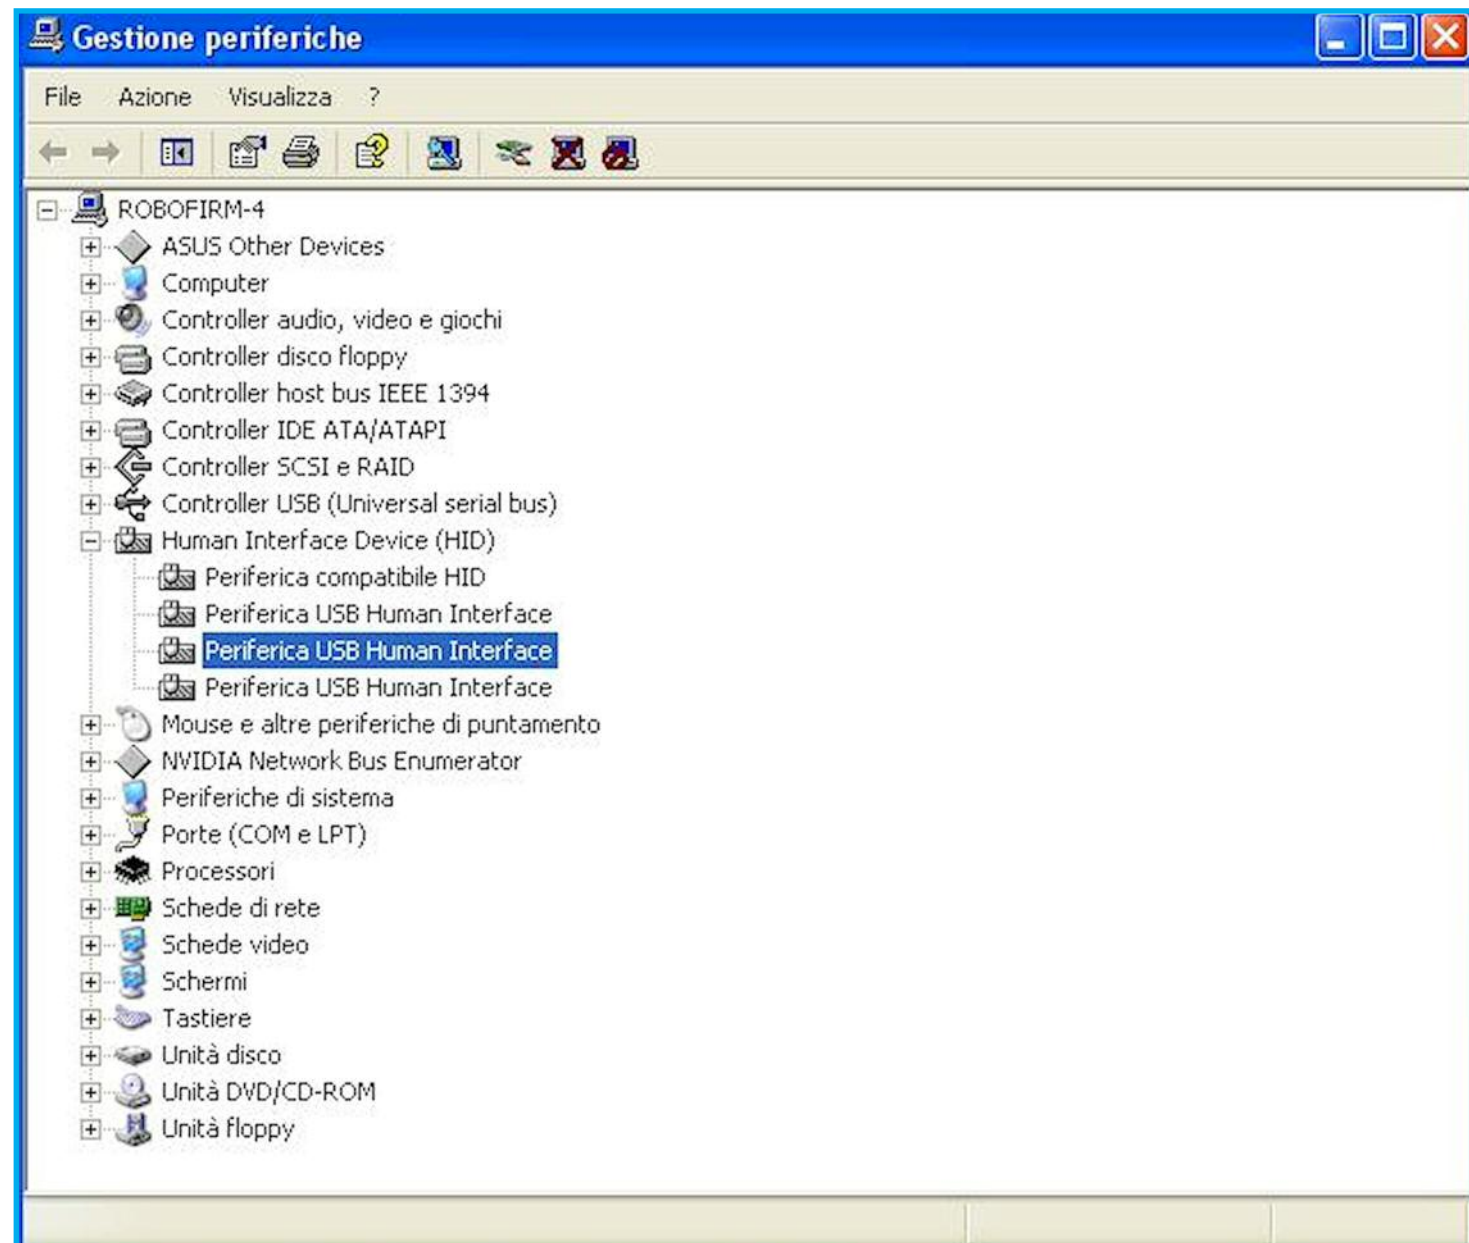 Gestione periferiche
File Azione Visualizza ?
ROBOFIRM-4
ASUS Other Devices
Computer
Controller audio, video e giochi
Controller disco floppy
Controller host bus IEEE 1394
Controller IDE ATA/ATAPI
Controller SCSI e RAID
Controller USB (Universal serial bus)
Human Interface Device (HID)
Periferica compatibile HID
Periferica USB Human Interface
Periferica USB Human Interface
Periferica USB Human Interface
Mouse e altre periferiche di puntamento
NVIDIA Network Bus Enumerator
Periferiche di sistema
Porte (COM e LPT)
Processori
Schede di rete
Schede video
Schermi
Tastiere
Unità disco
Unità DVD/CD-ROM
Unità floppy